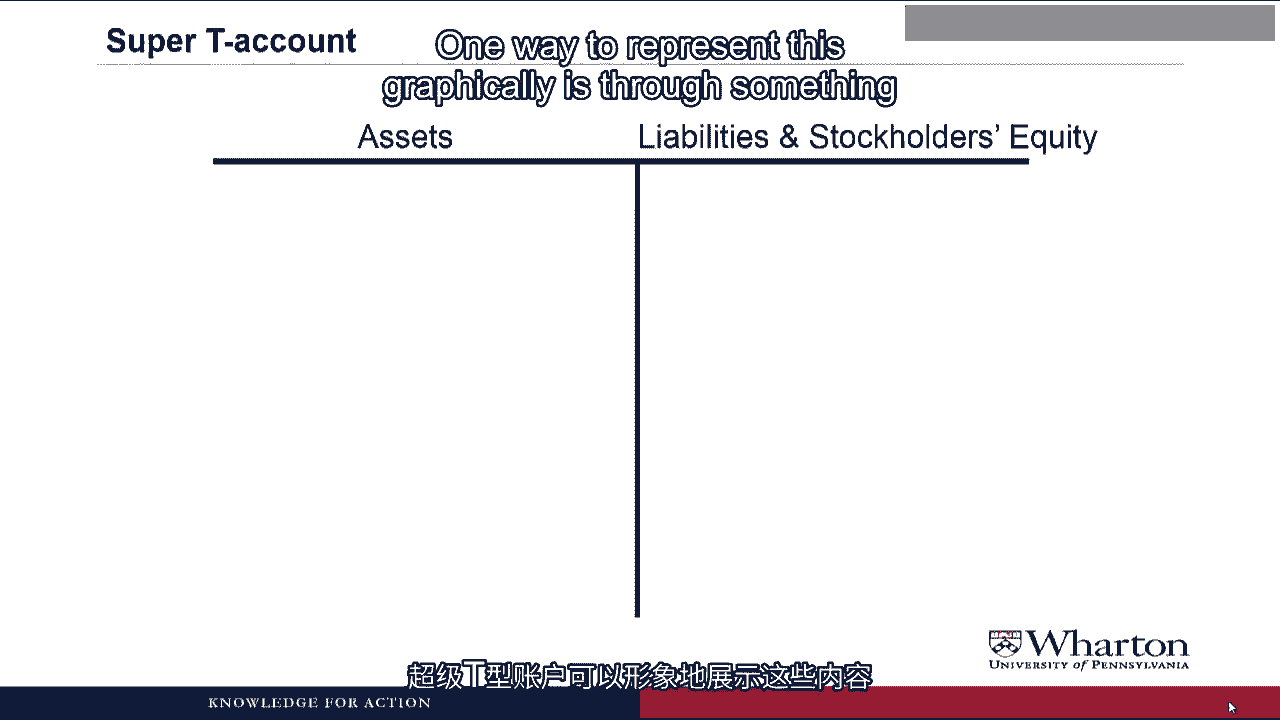 Super T-account
One way to represent this
graphically is through something
Assets
Liabilities & Stockholders’ Equity
Wharton
UNIVERSITY of PENNSYLVANIA
超级T型账户可以形象地展示这些内容
KNOWLEDGE FOR ACTION